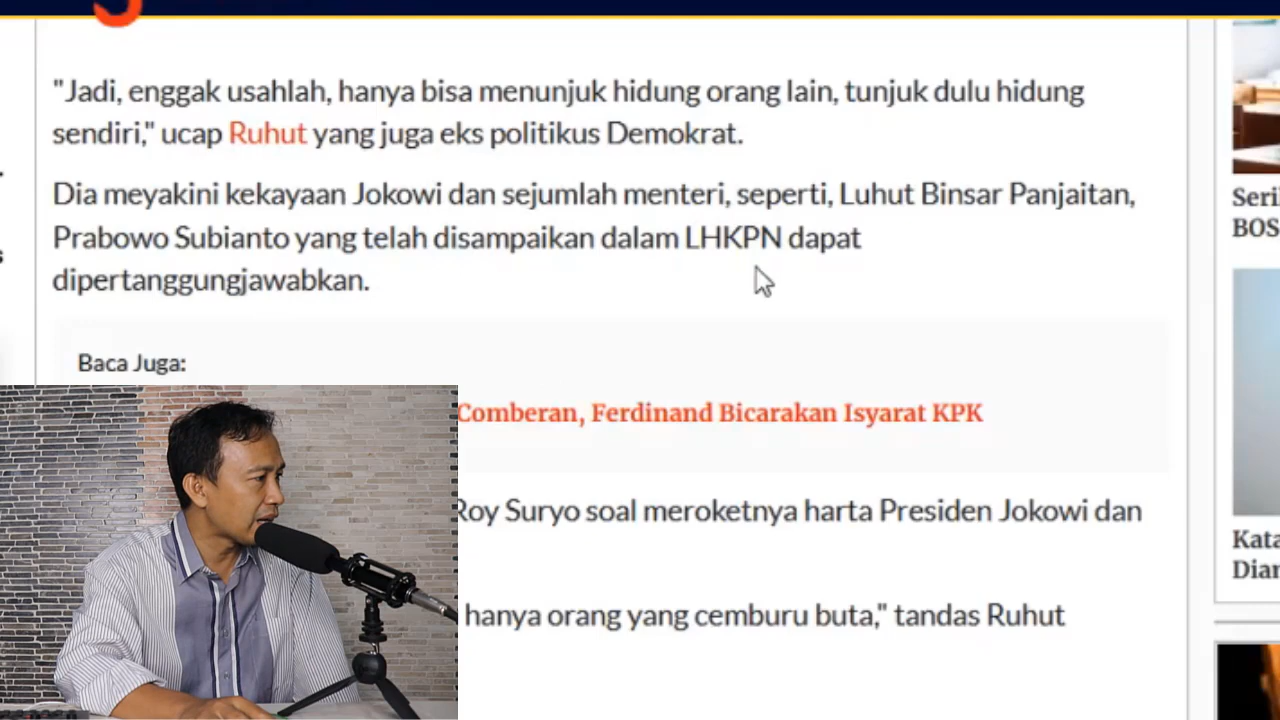 "Jadi, enggak usahlah, hanya bisa menunjuk hidung orang lain, tunjuk dulu hidung
sendiri," ucap Ruhut yang juga eks politikus Demokrat.
Dia meyakini kekayaan Jokowi dan sejumlah menteri, seperti, Luhut Binsar Panjaitan,
Prabowo Subianto yang telah disampaikan dalam LHKPN dapat
dipertanggungjawabkan.
Baca Juga:
Comberan, Ferdinand Bicarakan Isyarat KPK
Roy Suryo soal meroketnya harta Presiden Jokowi dan
hanya orang yang cemburu buta," tandas Ruhut
BOS